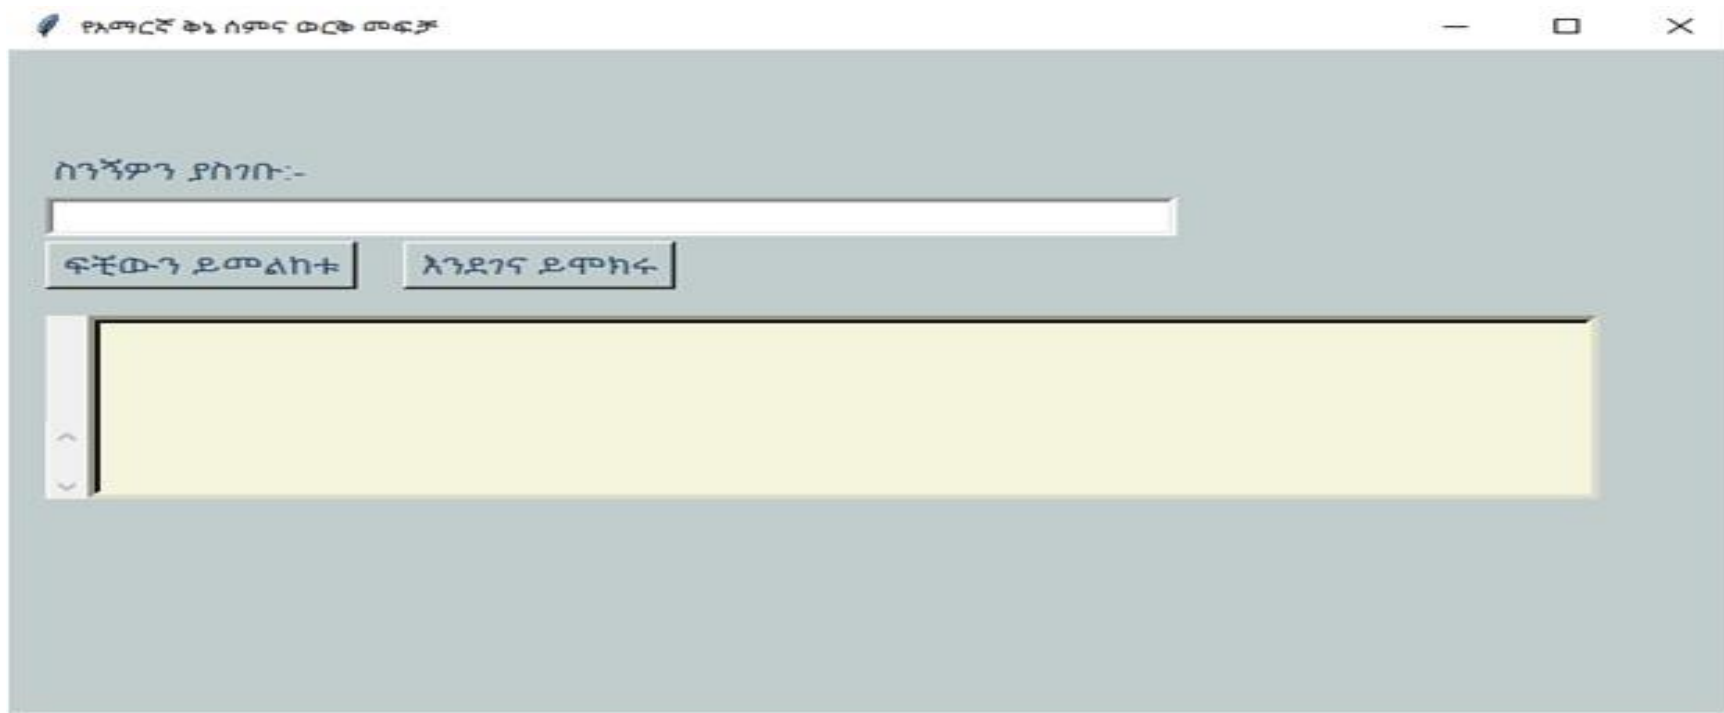 የአማርኛ ቅኔ ሰምና ወርቅ መፍቻ
ስንኝዎን ያስገቡ:-
ፍቺውን ይመልከቱ እንደገና ይሞክሩ